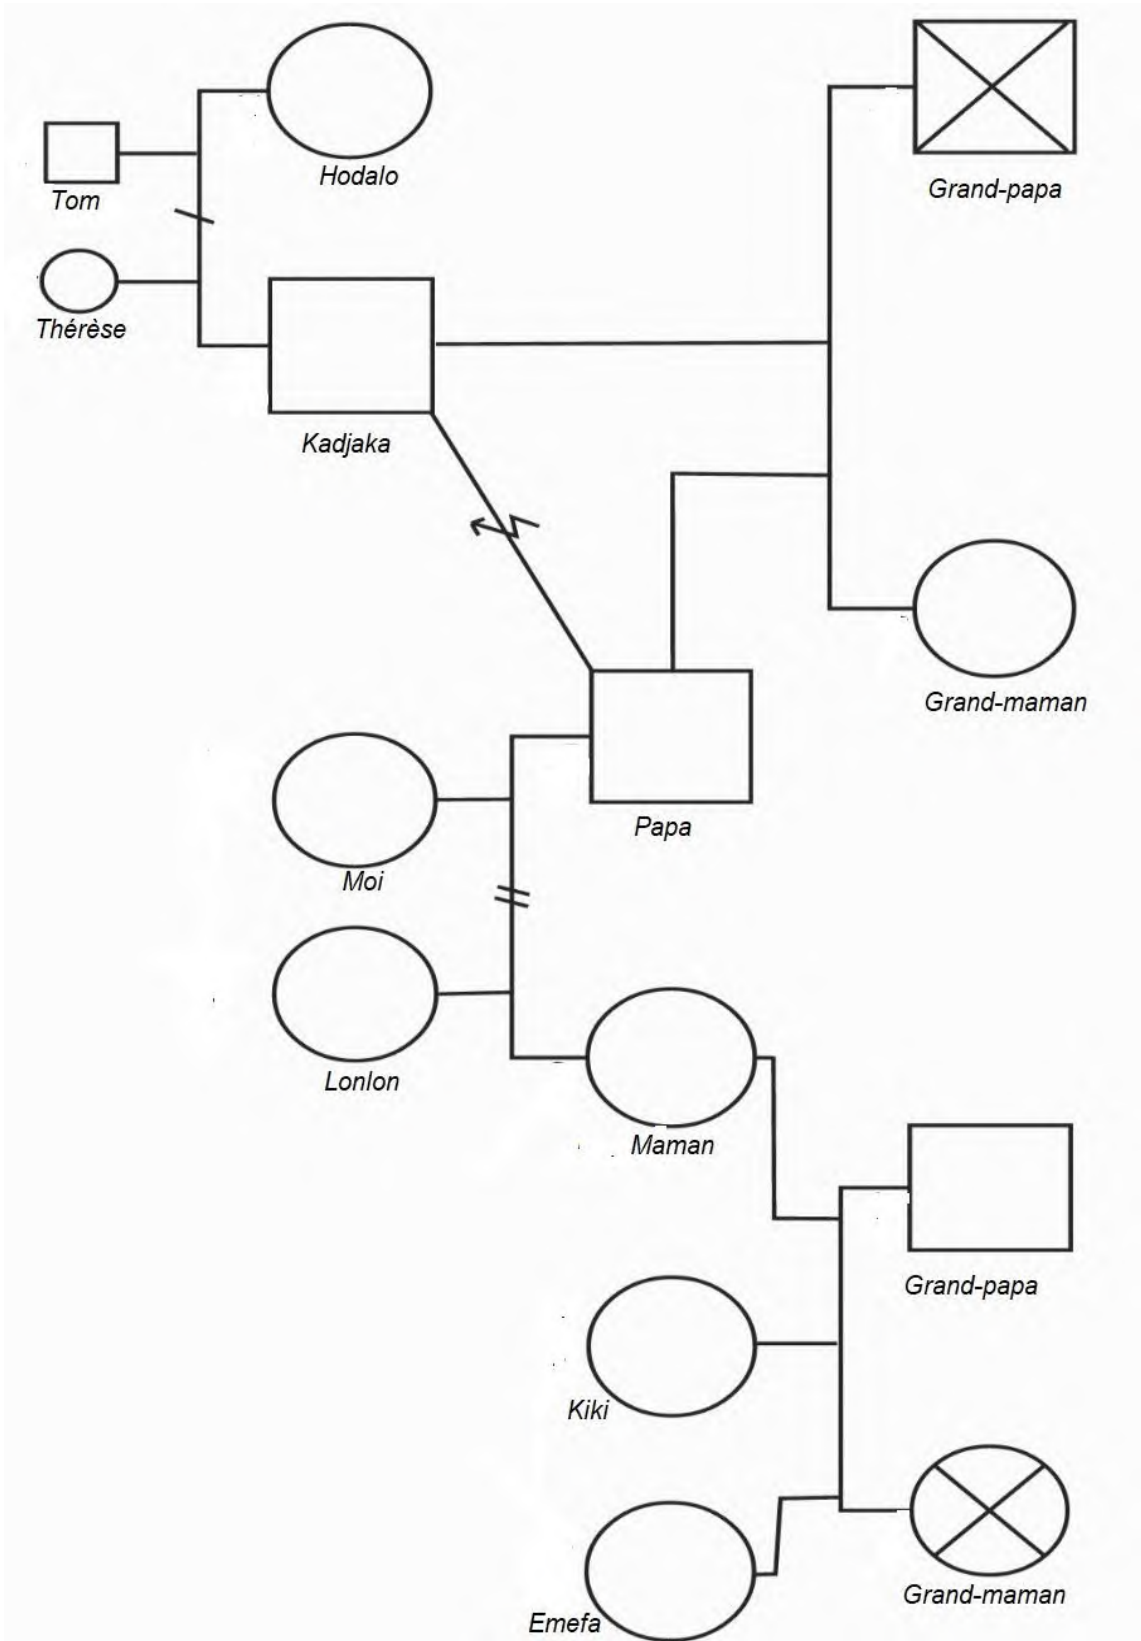 Hodalo
Grand-papa
Tom
Thérèse
Kadjaka
Grand-maman
Papa
Moi
Lonlon
Maman
Grand-papa
Kiki
Grand-maman
Emefa